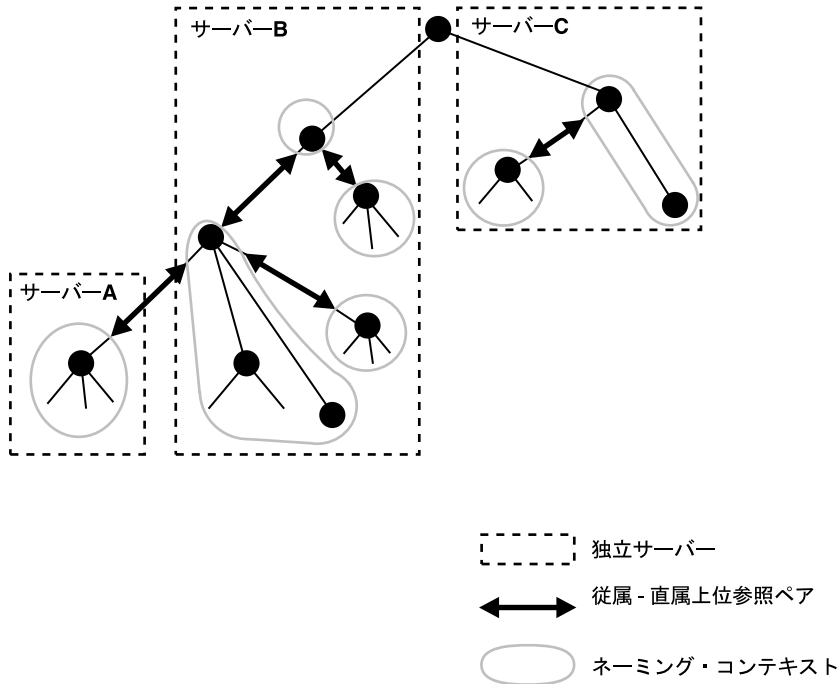 サーバーB
サーバーC
サーバーA
独立サーバー
従属 - 直属上位参照ペア
ネーミング・コンテキスト